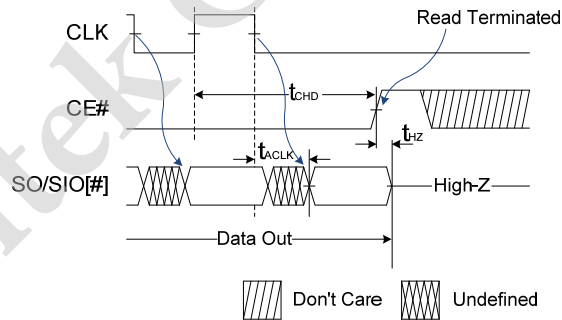 Read Terminated
CLK
tCHD
CE#
tHZ
tACLK
SO/SIO[#]
High-Z
Data Out
Don't Care
Undefined